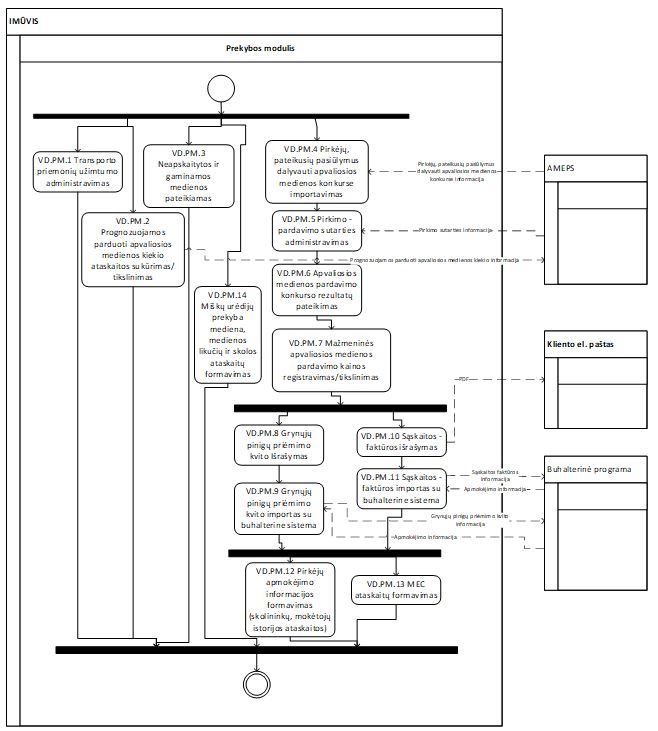 IMŪVIS
Prekybos modulis
VD.PM.1 Transporto
priemonių užimtumo
administravimas
VD.PM.2
Prognozuojamos
parduoti apvaliosios
medienos kiekio
ataskaitos sukūrimas/
tikslinimas
VD.PM.3
Neapskaitytos ir
gaminamos
medienos
pateikiamas
VD.PM.4 Pirkėjų,
pateikusių pasiūlymus
dalyvauti apvaliosios
medienos konkurse
importavimas
VD.PM.5 Pirkimo -
pardavimo sutarties
administravimas
VD.PM.6 Apvaliosios
medienos pardavimo
konkurso rezultatų
pateikimas
VD.PM.14
Miškų urėdijų
prekyba
mediena,
medienos
likučių ir skolos
ataskaitų
formavimas
VD.PM.7 Mažmeninės
apvaliosios medienos
pardavimo kainos
registravimas/tikslinimas
VD.PM.8 Grynųjų
pinigų priėmimo
kvito Išrašymas
VD.PM.10 Sąskaitos -
faktūros išrašymas
VD.PM.9 Grynųjų
pinigų priėmimo
kvito importas su
buhalterine sistema
VD.PM.11 Sąskaitos -
faktūros importas su
buhalterine sistema
VD.PM.12 Pirkėjų
apmokėjimo
informacijos
formavimas
(skolininkų, mokėtojų
istorijos ataskaitos)
VD.PM.13 MEC
ataskaitų formavimas
Pirkėjų, pateikusių pasiūlymus
dalyvauti apvaliosios medienos
konkurse informacija
Pirkimo sutarties informacija
Prognozuojamos parduoti apvaliosios medienos kiekio informacija
PDF
Sąskaitos faktūros
informacija
Apmokėjimo informacija
Grynųjų pinigų priėmimo kvito
informacija
Apmokėjimo informacija
AMEPS
Kliento el. paštas
Buhalterinė programa